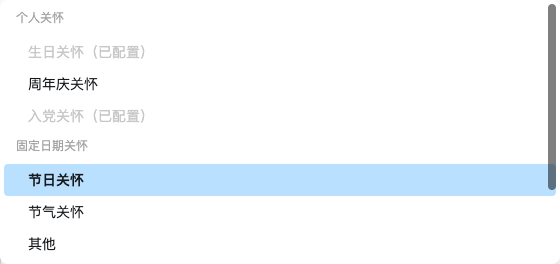 个人关怀
生日关怀（已配置）
周年庆关怀
入党关怀（已配置）
固定日期关怀
节日关怀
节气关怀
其他